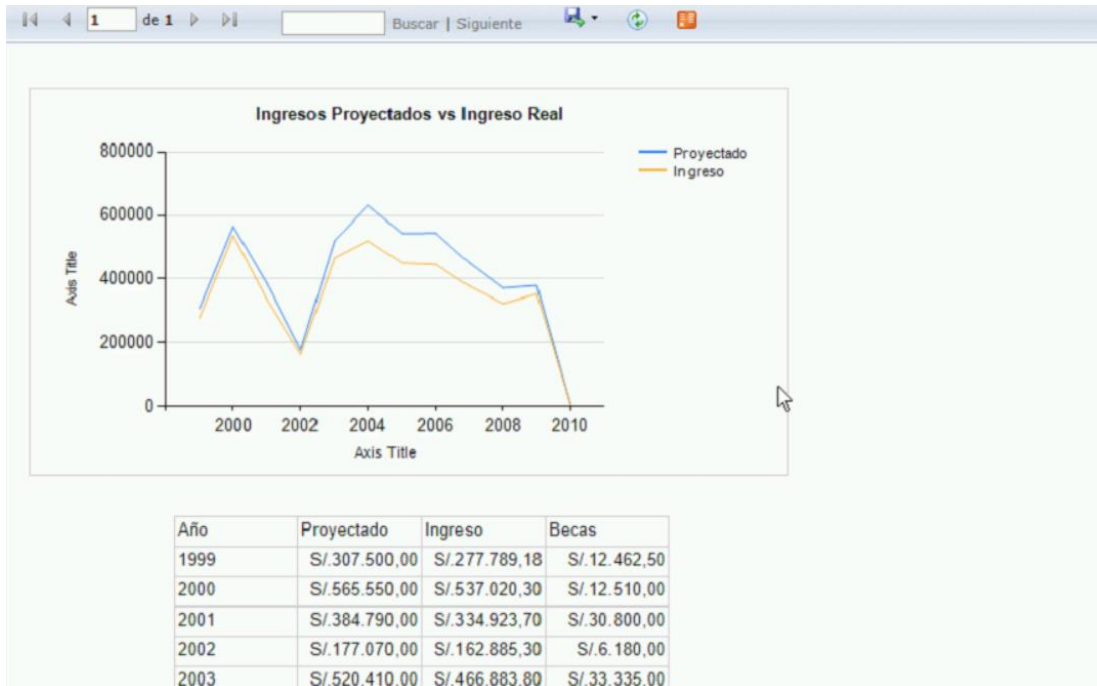 1 de 1 Buscar | Siguiente
Ingresos Proyectados vs Ingreso Real
800000
600000
400000
200000
0
Axis Title
2000 2002 2004 2006 2008 2010
Axis Title
Proyectado
Ingreso
Año Proyectado Ingreso Becas
1999 S/.307.500,00 S/.277.789,18 S/.12.462,50
2000 S/.565.550,00 S/.537.020,30 S/.12.510,00
2001 S/.384.790,00 S/.334.923,70 S/.30.800,00
2002 S/.177.070,00 S/.162.885,30 S/.6.180,00
2003 S/.520.410,00 S/.466.883,80 S/.33.335,00